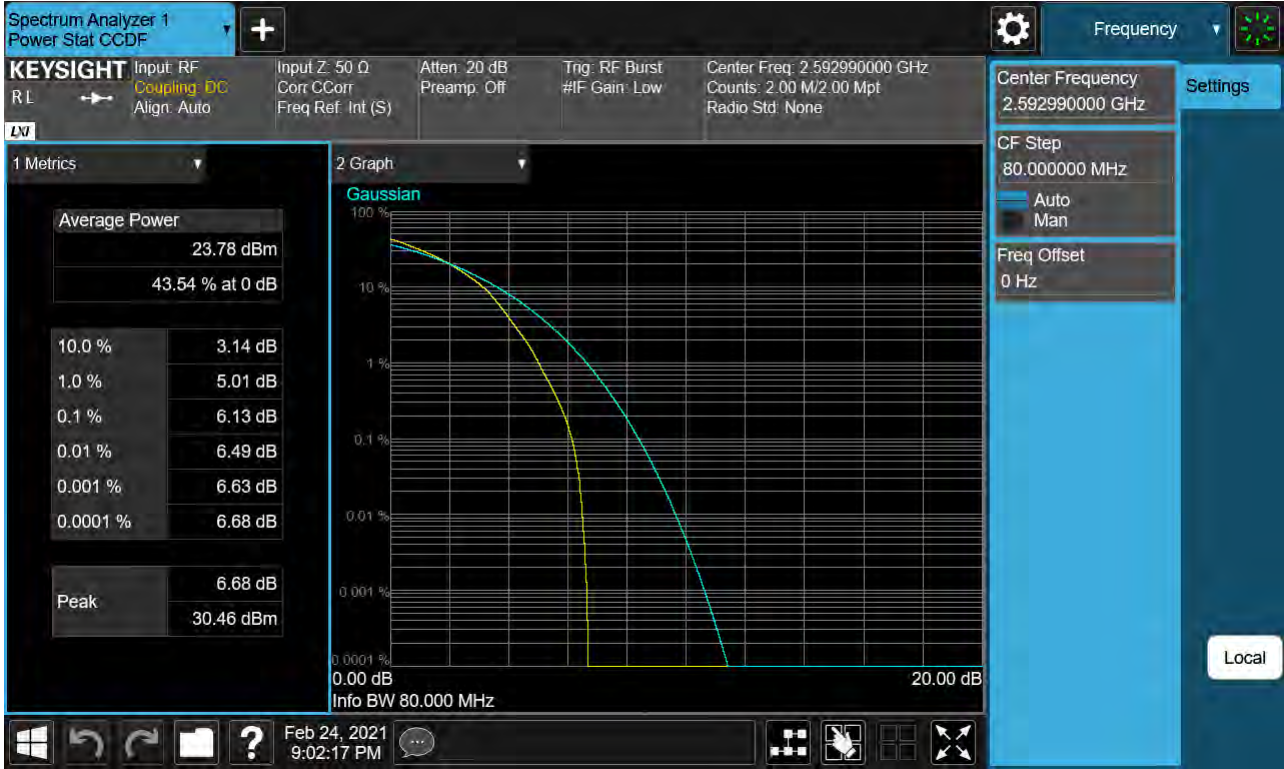 Spectrum Analyzer 1
Power Stat CCDF
Frequency
KEYSIGHT
RL
LXI
Input: RF
Coupling: DC
Align: Auto
Input Z: 50 Ω
Corr CCorr
Freq Ref: Int (S)
Atten: 20 dB
Preamp: Off
Trig: RF Burst
#IF Gain: Low
Center Freq: 2.592990000 GHz
Counts: 2.00 M/2.00 Mpt
Radio Std: None
Center Frequency
2.592990000 GHz
Settings
CF Step
80.000000 MHz
Auto
Man
Freq Offset
0 Hz
Local
1 Metrics
Average Power
23.78 dBm
43.54 % at 0 dB
10.0 % 3.14 dB
1.0 % 5.01 dB
0.1 % 6.13 dB
0.01 % 6.49 dB
0.001 % 6.63 dB
0.0001 % 6.68 dB
Peak
6.68 dB
30.46 dBm
2 Graph
Gaussian
100 %
10 %
1 %
0.1 %
0.01 %
0.001 %
0.0001 %
0.00 dB 20.00 dB
Info BW 80.000 MHz
?
Feb 24, 2021
9:02:17 PM